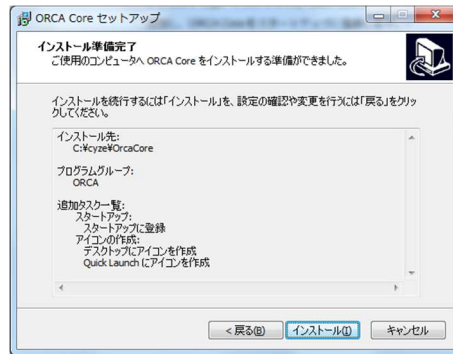 ORCA Core セットアップ
インストール準備完了
ご使用のコンピュータへ ORCA Core をインストールする準備ができました。
インストールを続行するには「インストール」を、設定の確認や変更を行うには「戻る」をクリッ
クしてください。
インストール先:
C:¥cyze¥OrcaCore
プログラムグループ:
ORCA
追加タスク一覧:
スタートアップ:
スタートアップに登録
アイコンの作成:
デスクトップにアイコンを作成
Quick Launch にアイコンを作成
< 戻る(B)
インストール(I)
キャンセル